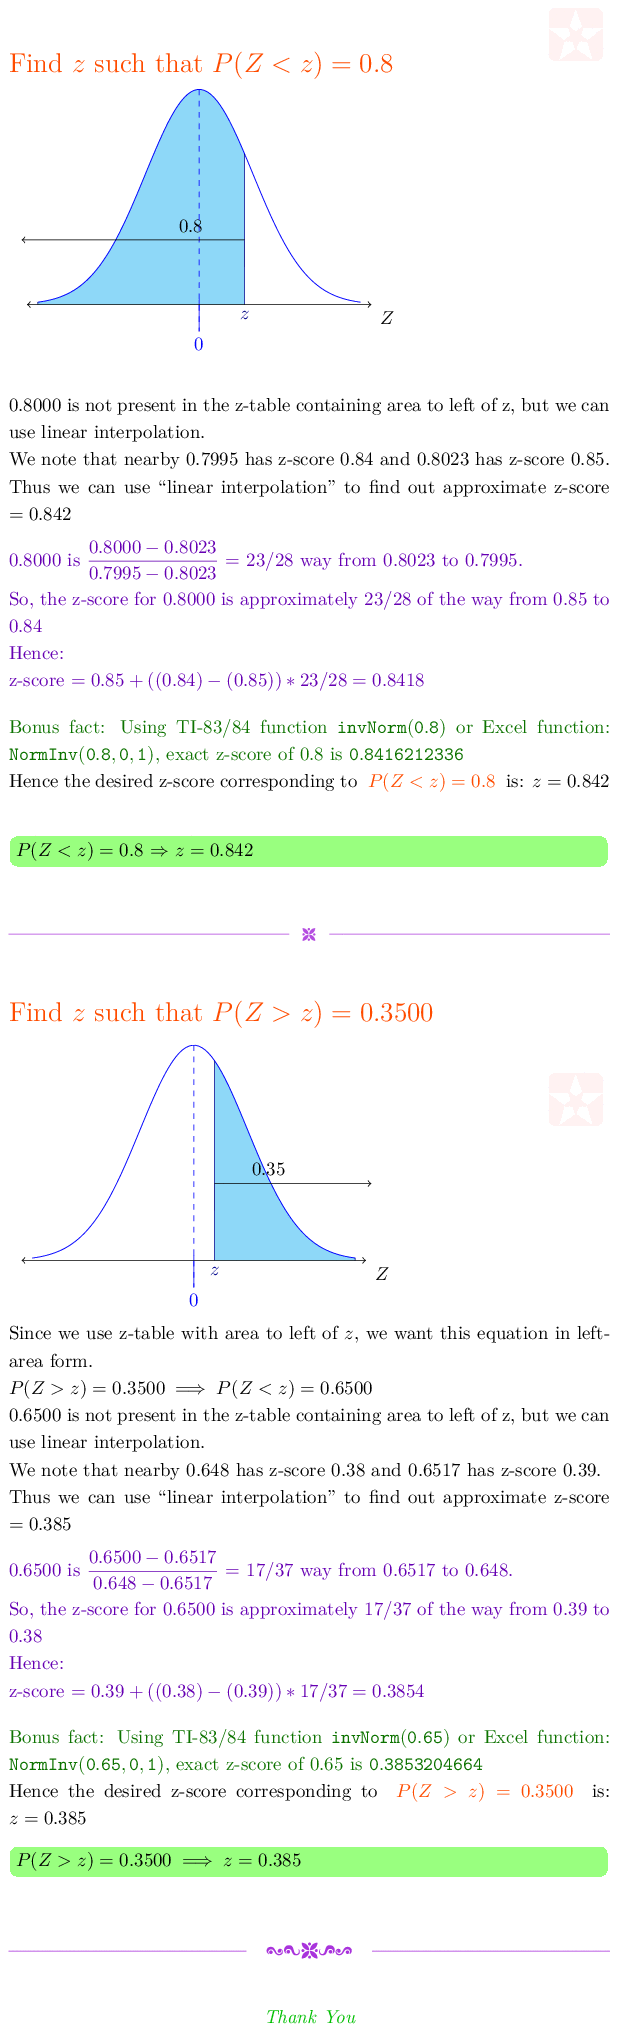 Find z such that P(Z < z) = 0.8
0.8
z
Z
0
0.8000 is not present in the z-table containing area to left of z, but we can
use linear interpolation.
We note that nearby 0.7995 has z-score 0.84 and 0.8023 has z-score 0.85.
Thus we can use “linear interpolation” to find out approximate z-score
= 0.842
0.8000 is (0.8000 − 0.8023)/(0.7995 − 0.8023) = 23/28 way from 0.8023 to 0.7995.
So, the z-score for 0.8000 is approximately 23/28 of the way from 0.85 to
0.84
Hence:
z-score = 0.85 + ((0.84) − (0.85)) ∗ 23/28 = 0.8418
Bonus fact: Using TI-83/84 function invNorm(0.8) or Excel function:
NormInv(0.8, 0, 1), exact z-score of 0.8 is 0.8416212336
Hence the desired z-score corresponding to P(Z < z) = 0.8 is: z = 0.842
P(Z < z) = 0.8 ⇒ z = 0.842
Find z such that P(Z > z) = 0.3500
0.35
z
Z
0
Since we use z-table with area to left of z, we want this equation in left-
area form.
P(Z > z) = 0.3500 ⟹ P(Z < z) = 0.6500
0.6500 is not present in the z-table containing area to left of z, but we can
use linear interpolation.
We note that nearby 0.648 has z-score 0.38 and 0.6517 has z-score 0.39.
Thus we can use “linear interpolation” to find out approximate z-score
= 0.385
0.6500 is (0.6500 − 0.6517)/(0.648 − 0.6517) = 17/37 way from 0.6517 to 0.648.
So, the z-score for 0.6500 is approximately 17/37 of the way from 0.39 to
0.38
Hence:
z-score = 0.39 + ((0.38) − (0.39)) ∗ 17/37 = 0.3854
Bonus fact: Using TI-83/84 function invNorm(0.65) or Excel function:
NormInv(0.65, 0, 1), exact z-score of 0.65 is 0.3853204664
Hence the desired z-score corresponding to P(Z > z) = 0.3500 is:
z = 0.385
P(Z > z) = 0.3500 ⟹ z = 0.385
Thank You